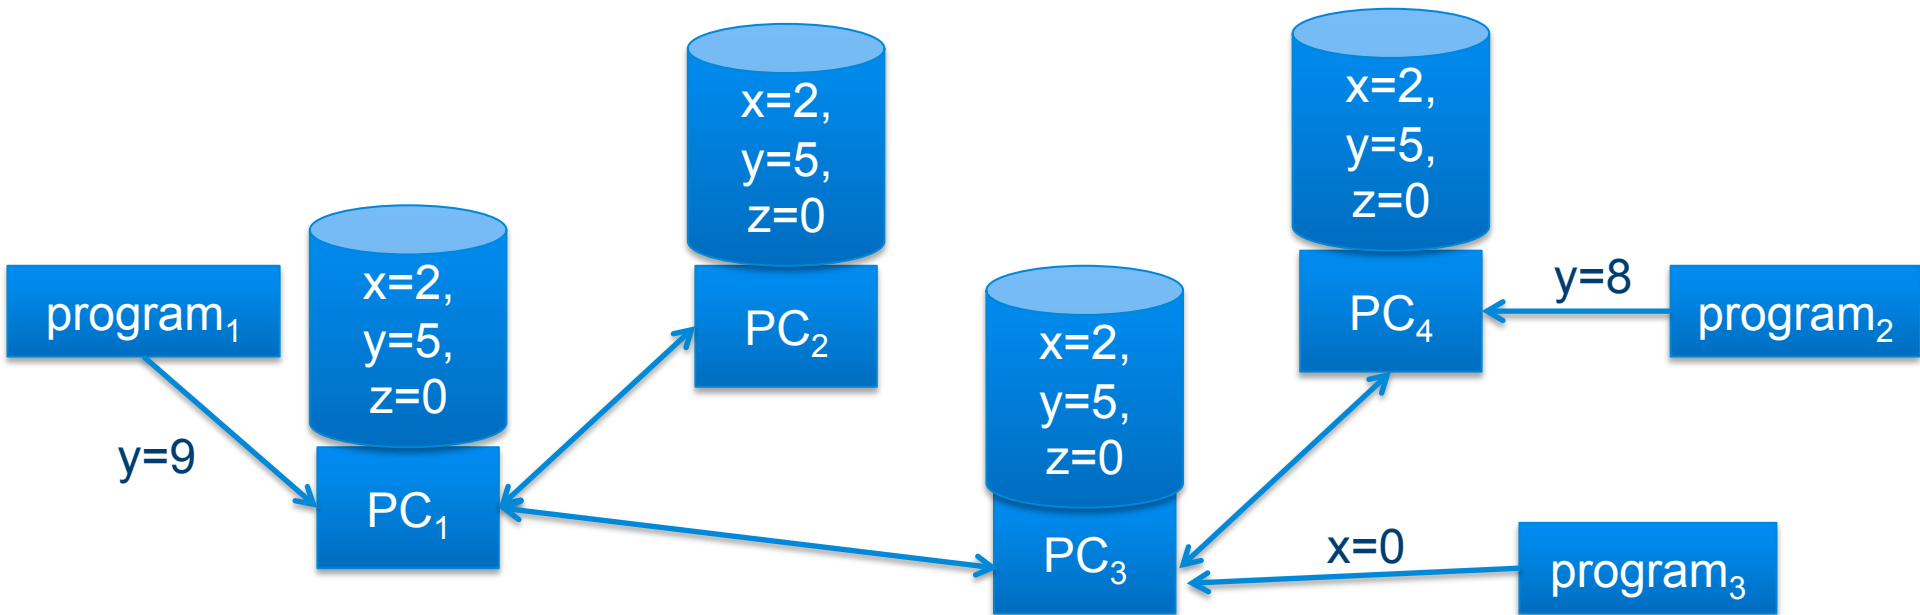 program₁
y=9
x=2,
y=5,
z=0
PC₁
x=2,
y=5,
z=0
PC₂
x=2,
y=5,
z=0
PC₃
x=2,
y=5,
z=0
PC₄
y=8
program₂
x=0
program₃